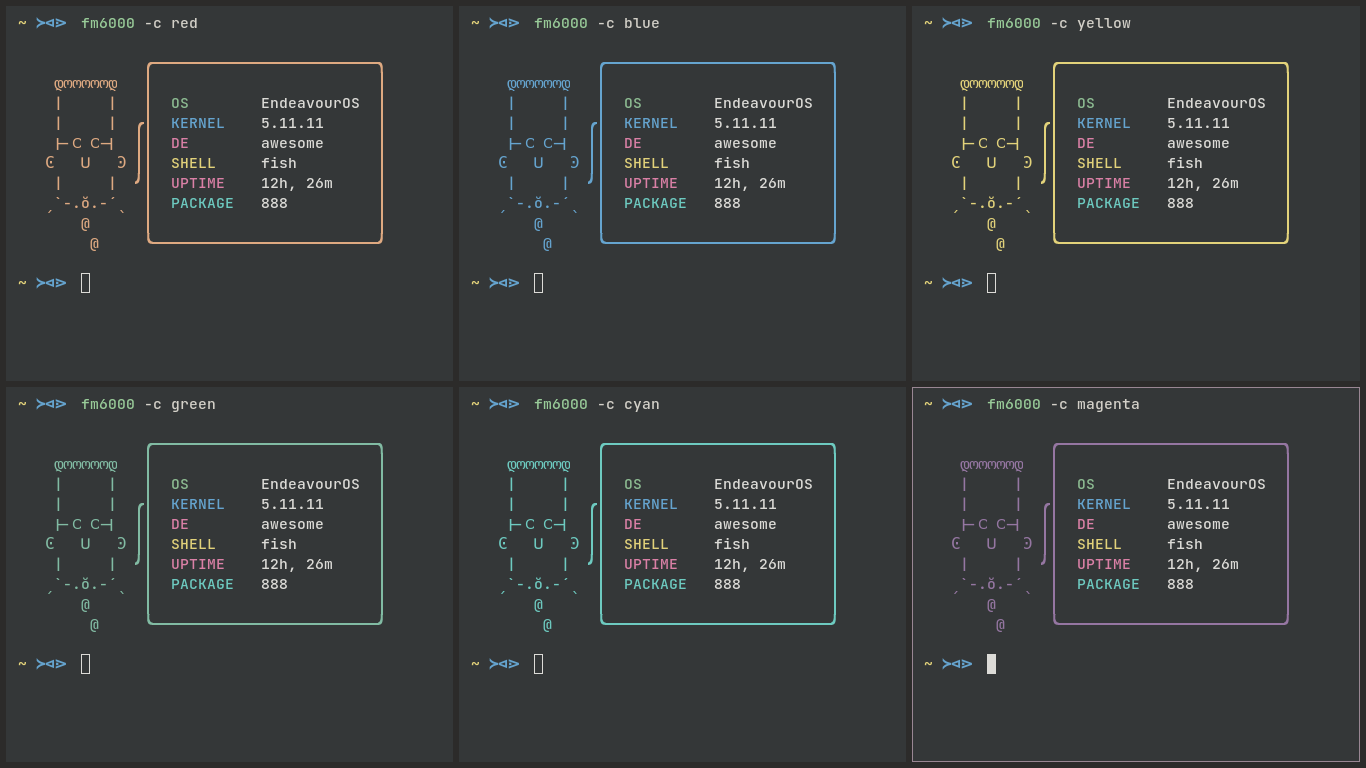 ~ ≻⊲⋗ fm6000 -c red
OS EndeavourOS
KERNEL 5.11.11
DE awesome
SHELL fish
UPTIME 12h, 26m
PACKAGE 888
~ ≻⊲⋗
~ ≻⊲⋗ fm6000 -c blue
OS EndeavourOS
KERNEL 5.11.11
DE awesome
SHELL fish
UPTIME 12h, 26m
PACKAGE 888
~ ≻⊲⋗
~ ≻⊲⋗ fm6000 -c yellow
OS EndeavourOS
KERNEL 5.11.11
DE awesome
SHELL fish
UPTIME 12h, 26m
PACKAGE 888
~ ≻⊲⋗
~ ≻⊲⋗ fm6000 -c green
OS EndeavourOS
KERNEL 5.11.11
DE awesome
SHELL fish
UPTIME 12h, 26m
PACKAGE 888
~ ≻⊲⋗
~ ≻⊲⋗ fm6000 -c cyan
OS EndeavourOS
KERNEL 5.11.11
DE awesome
SHELL fish
UPTIME 12h, 26m
PACKAGE 888
~ ≻⊲⋗
~ ≻⊲⋗ fm6000 -c magenta
OS EndeavourOS
KERNEL 5.11.11
DE awesome
SHELL fish
UPTIME 12h, 26m
PACKAGE 888
~ ≻⊲⋗